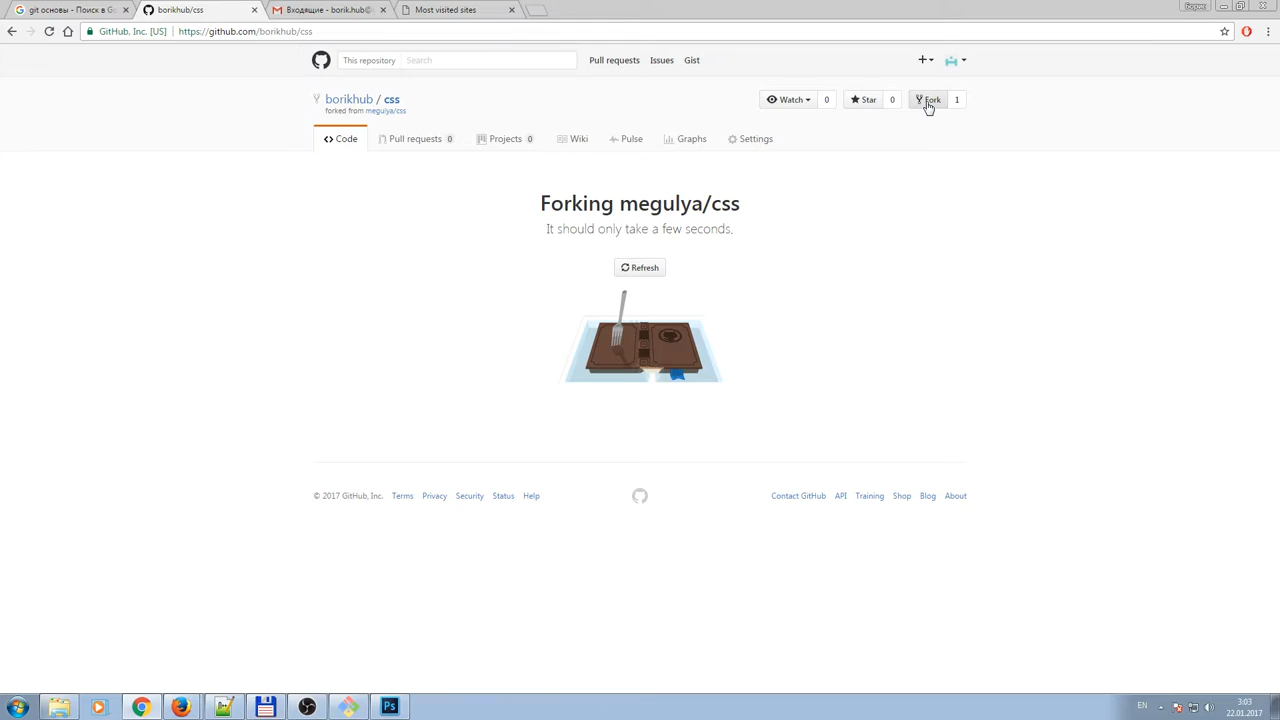 git основы - Поиск в Go
borikhub/css
Входящие - borik.hub@
Most visited sites
GitHub, Inc. [US]
https://github.com/borikhub/css
This repository
Search
Pull requests
Issues
Gist
borikhub / css
Watch
0
Star
0
Fork
1
forked from megulya/css
Code
Pull requests 0
Projects 0
Wiki
Pulse
Graphs
Settings
Forking megulya/css
It should only take a few seconds.
Refresh
© 2017 GitHub, Inc.
Terms
Privacy
Security
Status
Help
Contact GitHub
API
Training
Shop
Blog
About
Ps
EN
3:03
22.01.2017